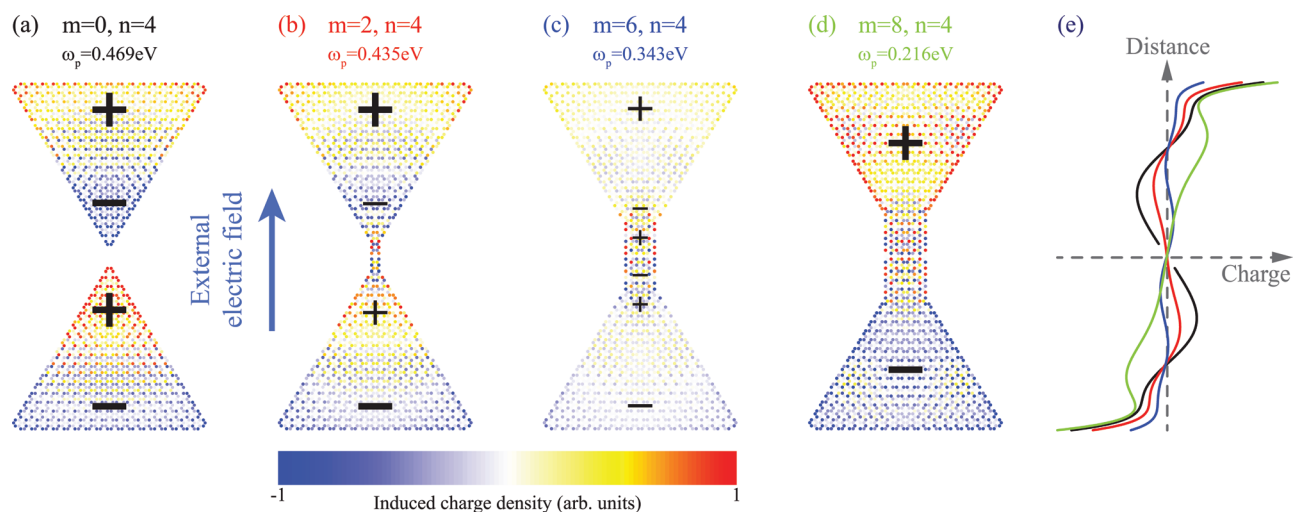 (a) m=0, n=4
ωp=0.469eV
(b) m=2, n=4
ωp=0.435eV
(c) m=6, n=4
ωp=0.343eV
(d) m=8, n=4
ωp=0.216eV
(e)
Distance
Charge
External
electric field
+
−
+
−
+
−
+
−
+
−
+
−
+
−
+
−
-1
1
Induced charge density (arb. units)